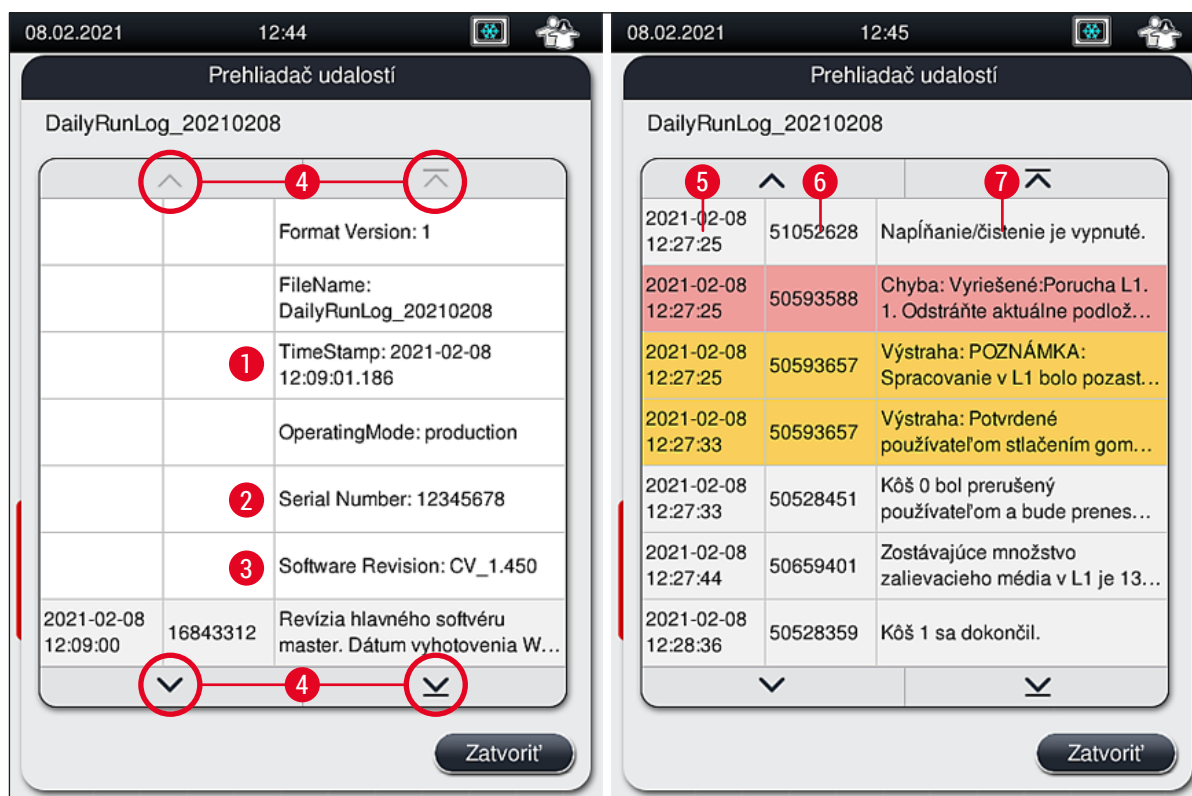 08.02.2021 12:44
Prehliadač udalostí
DailyRunLog_20210208
4
Format Version: 1
FileName:
DailyRunLog_20210208
1
TimeStamp: 2021-02-08
12:09:01.186
OperatingMode: production
2
Serial Number: 12345678
3
Software Revision: CV_1.450
2021-02-08
12:09:00
16843312
Revízia hlavného softvéru
master. Dátum vyhotovenia W...
4
Zatvoriť
08.02.2021 12:45
Prehliadač udalostí
DailyRunLog_20210208
5 6 7
2021-02-08
12:27:25
51052628
Napĺňanie/čistenie je vypnuté.
2021-02-08
12:27:25
50593588
Chyba: Vyriešené:Porucha L1.
1. Odstráňte aktuálne podlož...
2021-02-08
12:27:25
50593657
Výstraha: POZNÁMKA:
Spracovanie v L1 bolo pozast...
2021-02-08
12:27:33
50593657
Výstraha: Potvrdené
používateľom stlačením gom...
2021-02-08
12:27:33
50528451
Kôš 0 bol prerušený
používateľom a bude prenes...
2021-02-08
12:27:44
50659401
Zostávajúce množstvo
zalievacieho média v L1 je 13...
2021-02-08
12:28:36
50528359
Kôš 1 sa dokončil.
Zatvoriť